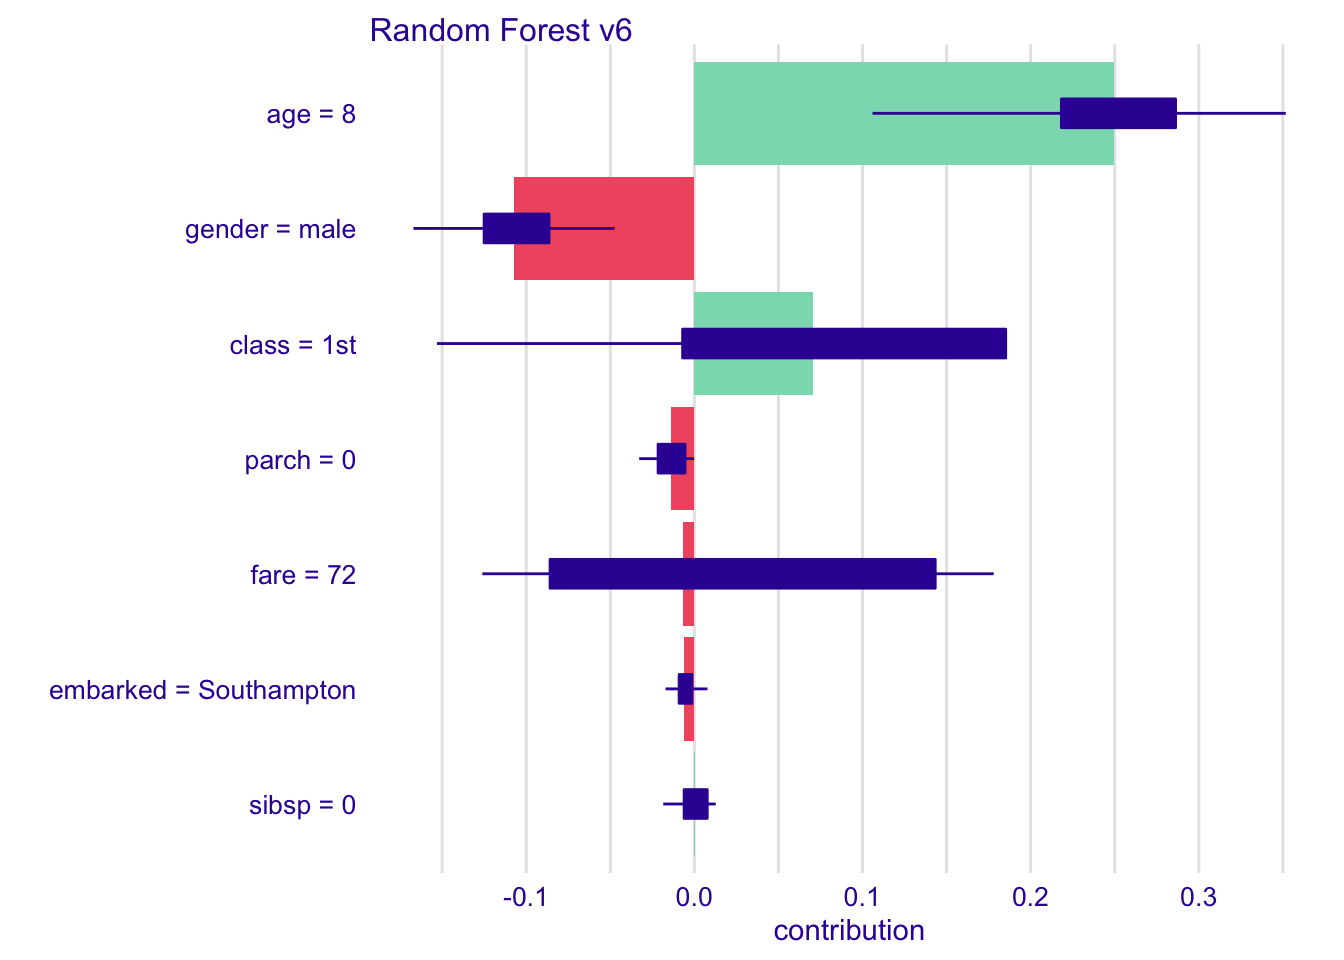 Random Forest v6
age = 8
gender = male
class = 1st
parch = 0
fare = 72
embarked = Southampton
sibsp = 0
-0.1 0.0 0.1 0.2 0.3
contribution